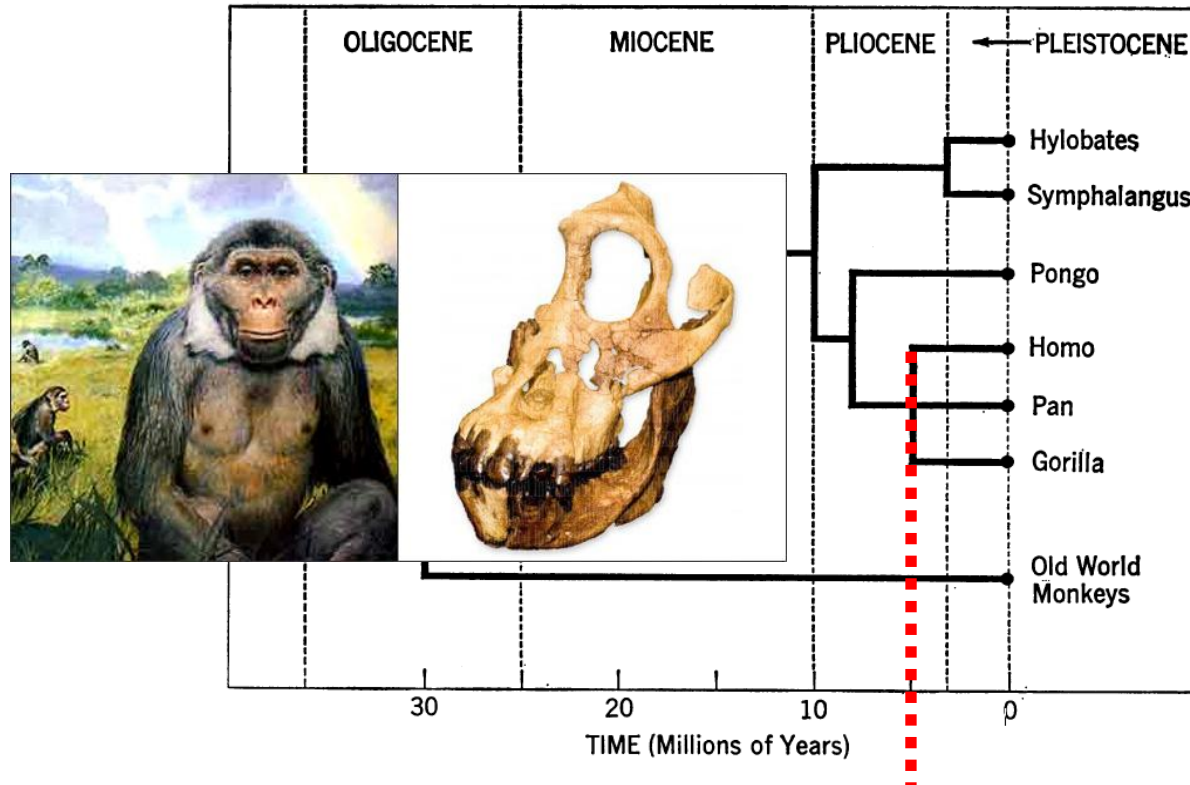 OLIGOCENE
MIOCENE
PLIOCENE
PLEISTOCENE
Hylobates
Symphalangus
Pongo
Homo
Pan
Gorilla
Old World
Monkeys
30
20
10
0
TIME (Millions of Years)